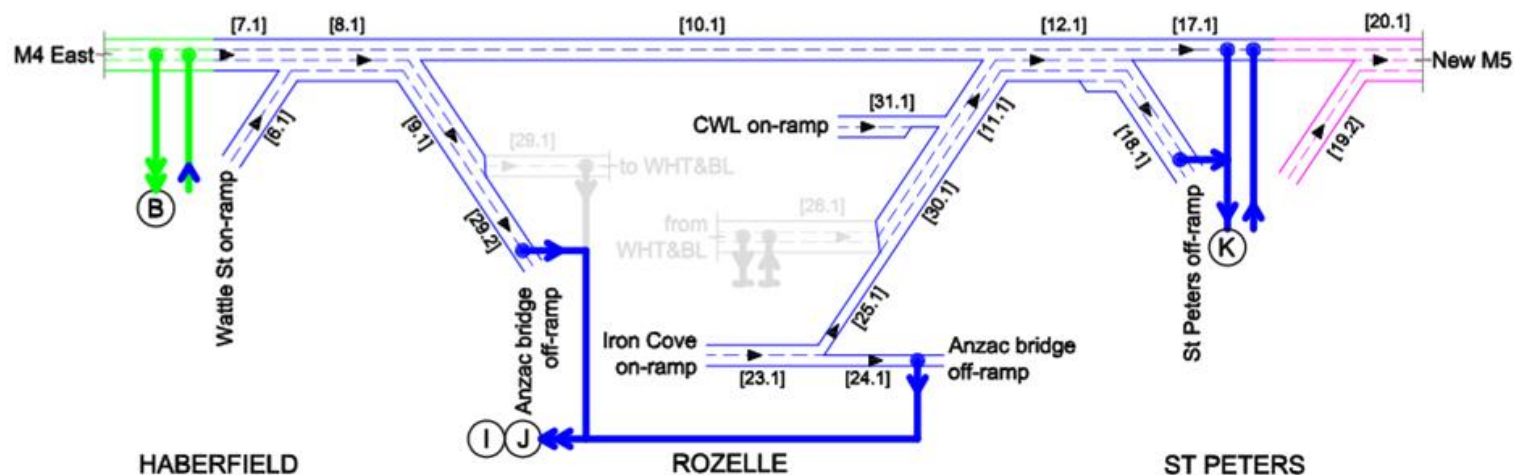 [7.1]
[8.1]
[10.1]
[12.1]
[17.1]
[20.1]
M4 East
New M5
[6.1]
[9.1]
[31.1]
CWL on-ramp
[11.1]
[18.1]
[19.2]
[29.1]
to WHT&BL
B
Wattle St on-ramp
[29.2]
from
WHT&BL
[26.1]
[30.1]
St Peters off-ramp
K
Anzac bridge
off-ramp
[25.1]
Iron Cove
on-ramp
[23.1]
[24.1]
Anzac bridge
off-ramp
I
J
HABERFIELD
ROZELLE
ST PETERS